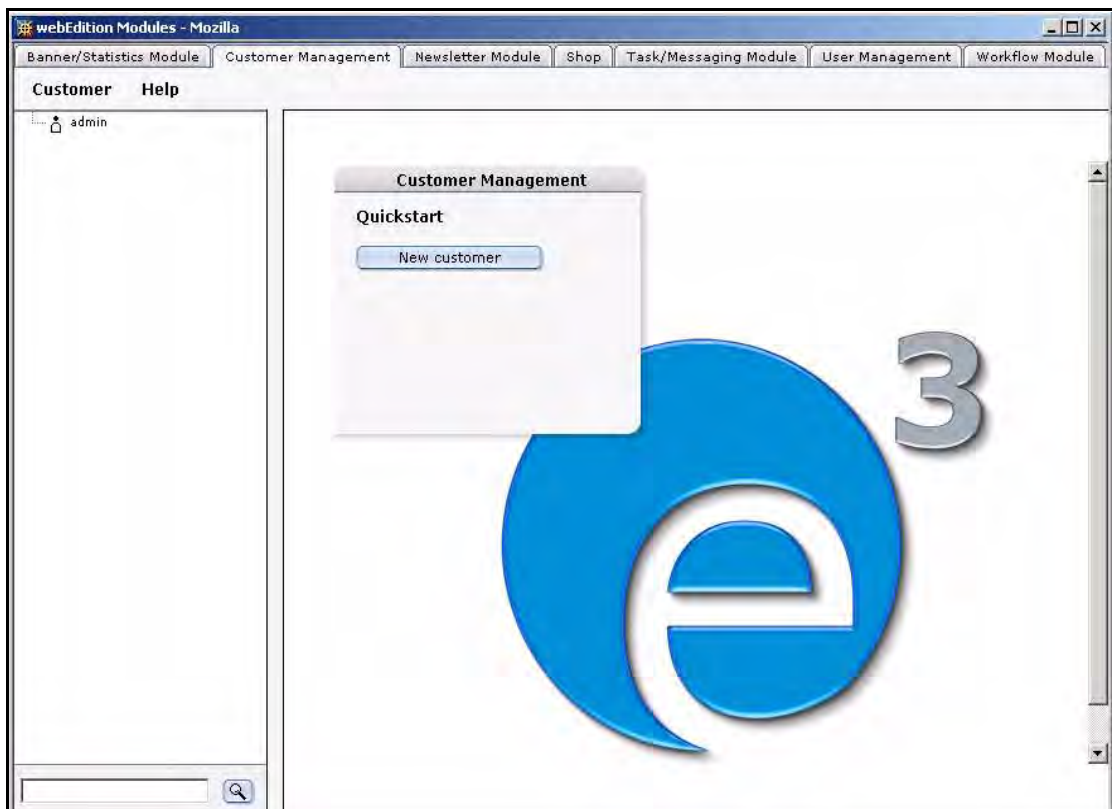 webEdition Modules - Mozilla
Banner/Statistics Module Customer Management Newsletter Module Shop Task/Messaging Module User Management Workflow Module
Customer Help
admin
Customer Management
Quickstart
New customer
e 3